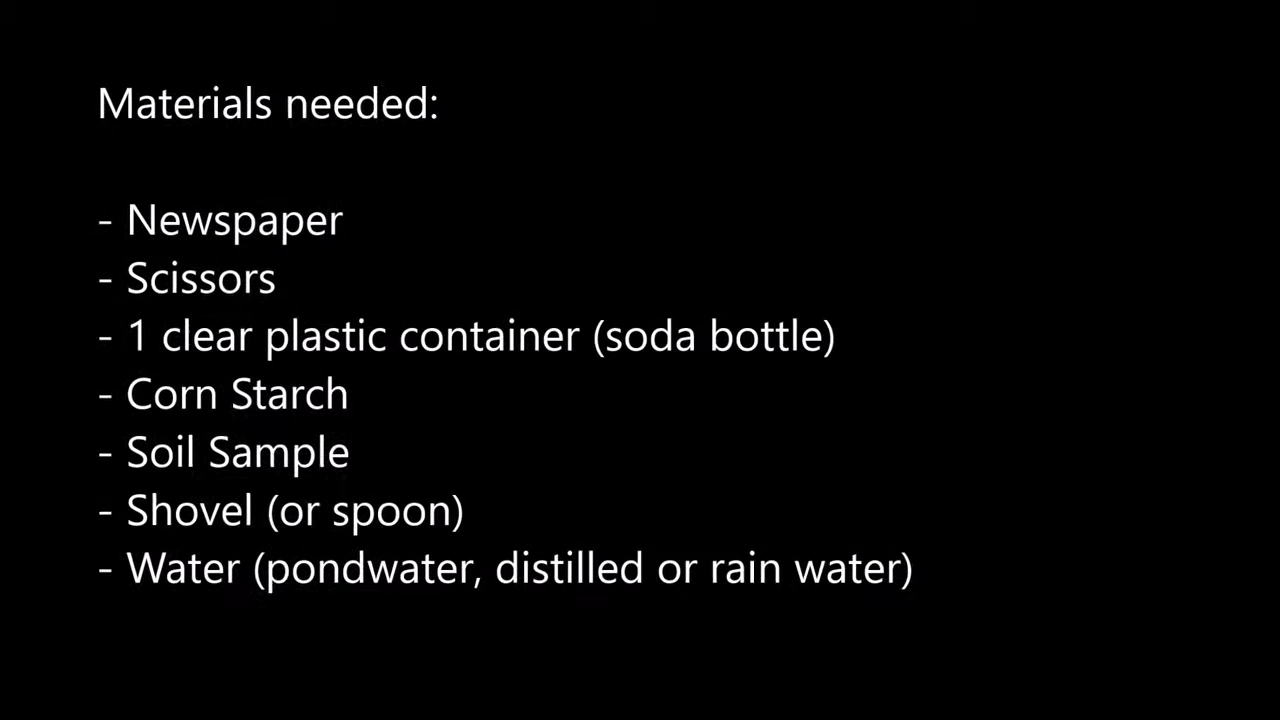 Materials needed:
- Newspaper
- Scissors
- 1 clear plastic container (soda bottle)
- Corn Starch
- Soil Sample
- Shovel (or spoon)
- Water (pondwater, distilled or rain water)